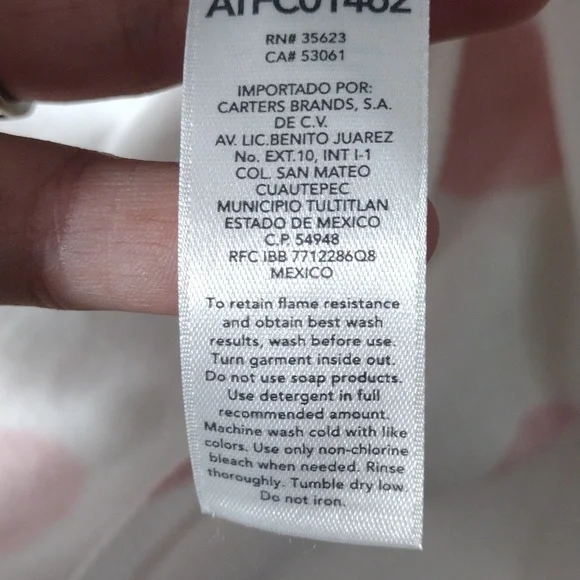 RN# 35623
CA# 53061
IMPORTADO POR:
CARTERS BRANDS, S.A.
DE C.V.
AV. LIC.BENITO JUAREZ
No. EXT.10, INT I-1
COL. SAN MATEO
CUAUTEPEC
MUNICIPIO TULTITLAN
ESTADO DE MEXICO
C.P. 54948
RFC IBB 7712286Q8
MEXICO
To retain flame resistance
and obtain best wash
results, wash before use.
Turn garment inside out.
Do not use soap products.
Use detergent in full
recommended amount.
Machine wash cold with like
colors. Use only non-chlorine
bleach when needed. Rinse
thoroughly. Tumble dry low.
Do not iron.